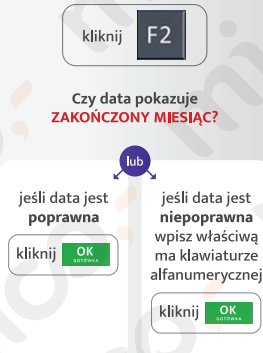 kliknij F2
Czy data pokazuje
ZAKOŃCZONY MIESIĄC?
lub
jeśli data jest
poprawna
kliknij OK
GOTÓWKA
jeśli data jest
niepoprawna
wpisz właściwą
ma klawiaturze
alfanumerycznej
kliknij OK
GOTÓWKA